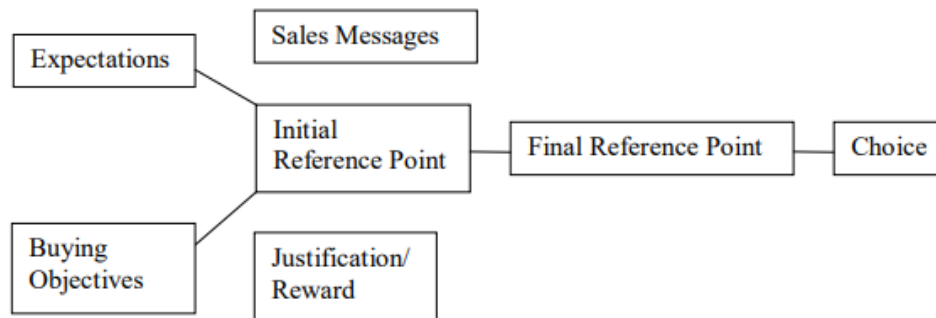 Sales Messages
Expectations
Initial
Reference Point
Final Reference Point
Choice
Buying
Objectives
Justification/
Reward